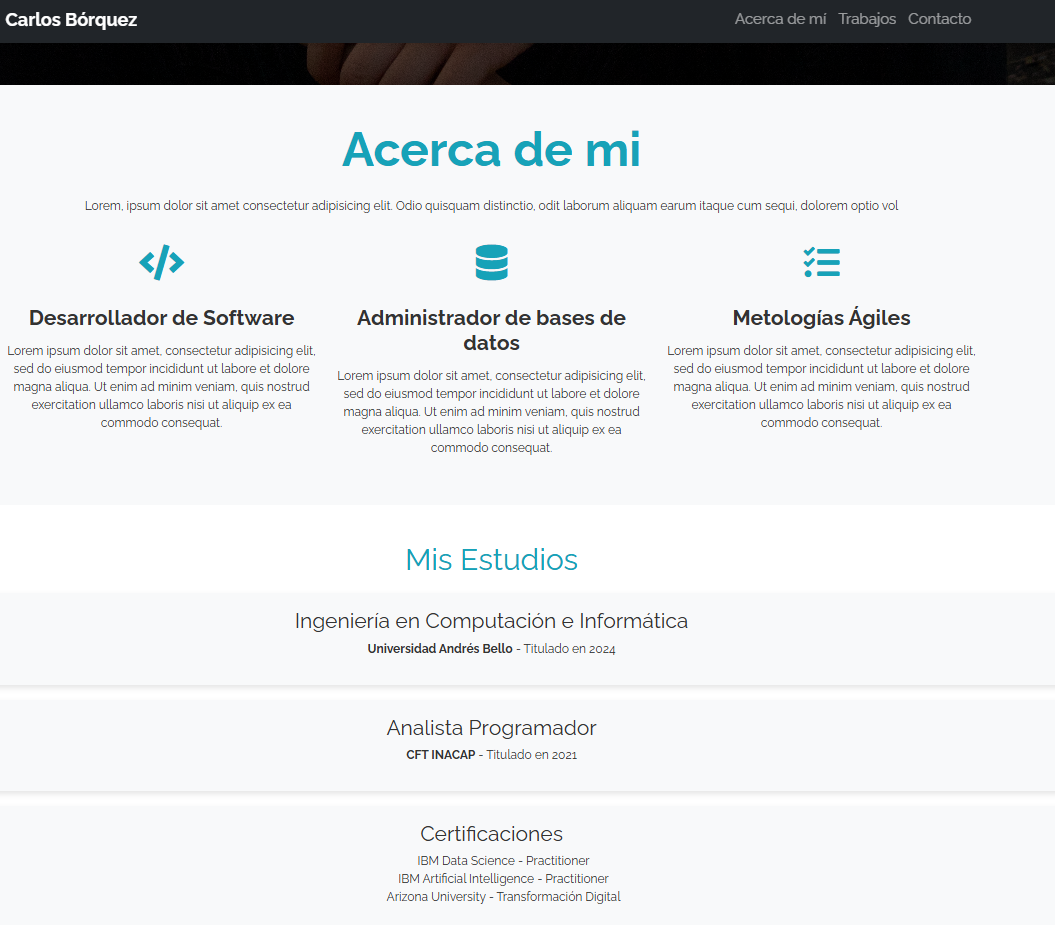 Carlos Bórquez
Acerca de mí Trabajos Contacto
Acerca de mi
Lorem, ipsum dolor sit amet consectetur adipisicing elit. Odio quisquam distinctio, odit laborum aliquam earum itaque cum sequi, dolorem optio vol
Desarrollador de Software
Lorem ipsum dolor sit amet, consectetur adipisicing elit,
sed do eiusmod tempor incididunt ut labore et dolore
magna aliqua. Ut enim ad minim veniam, quis nostrud
exercitation ullamco laboris nisi ut aliquip ex ea
commodo consequat.
Administrador de bases de
datos
Lorem ipsum dolor sit amet, consectetur adipisicing elit,
sed do eiusmod tempor incididunt ut labore et dolore
magna aliqua. Ut enim ad minim veniam, quis nostrud
exercitation ullamco laboris nisi ut aliquip ex ea
commodo consequat.
Metologías Ágiles
Lorem ipsum dolor sit amet, consectetur adipisicing elit,
sed do eiusmod tempor incididunt ut labore et dolore
magna aliqua. Ut enim ad minim veniam, quis nostrud
exercitation ullamco laboris nisi ut aliquip ex ea
commodo consequat.
Mis Estudios
Ingeniería en Computación e Informática
Universidad Andrés Bello - Titulado en 2024
Analista Programador
CFT INACAP - Titulado en 2021
Certificaciones
IBM Data Science - Practitioner
IBM Artificial Intelligence - Practitioner
Arizona University - Transformación Digital